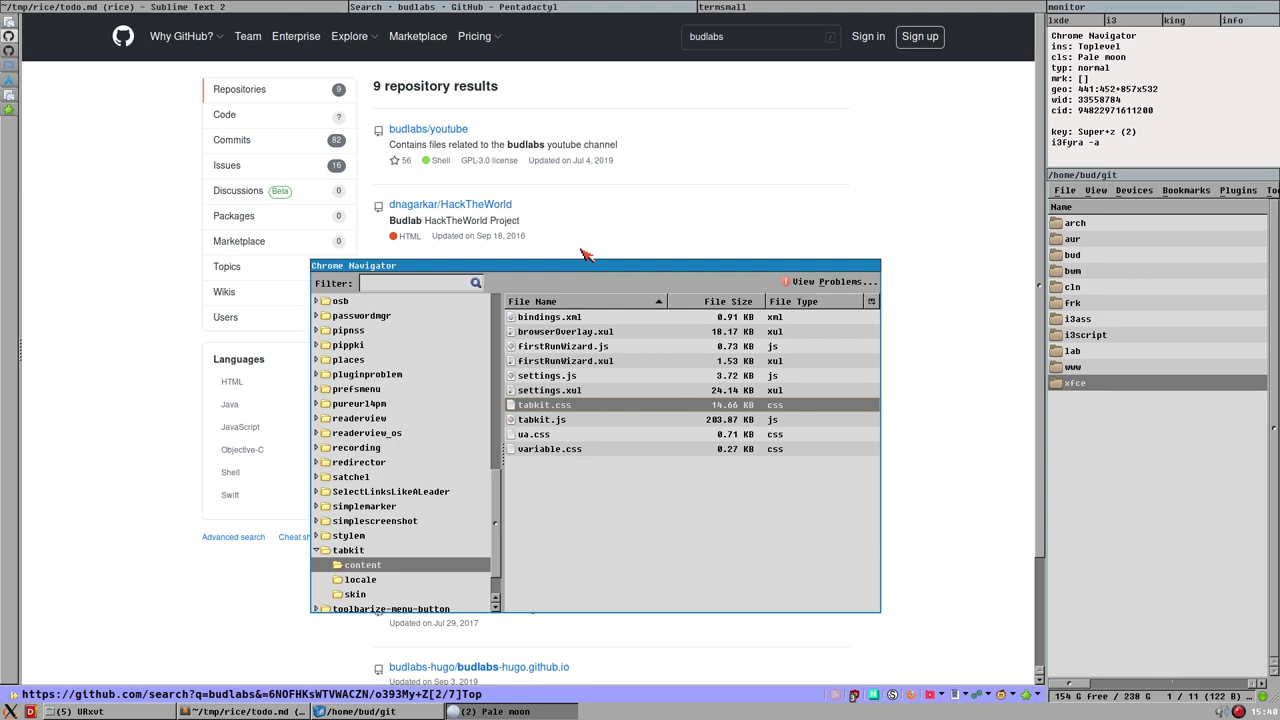 ~/tmp/rice/todo.md (rice) - Sublime Text 2
Search · budlabs · GitHub - Pentadactyl
termsmall
monitor
lxde
i3
king
info
Chrome Navigator
ins: Toplevel
cls: Pale moon
typ: normal
mrk: []
geo: 441:452+857x532
wid: 33558784
cid: 94822971611200
key: Super+z (2)
i3fyra -a
Why GitHub?
Team
Enterprise
Explore
Marketplace
Pricing
budlabs
/
Sign in
Sign up
Repositories 9
Code ?
Commits 82
Issues 16
Discussions Beta 0
Packages 0
Marketplace 0
Topics
Wikis
Users
Languages
HTML
Java
JavaScript
Objective-C
Shell
Swift
Advanced search
Cheat sh
9 repository results
budlabs/youtube
Contains files related to the budlabs youtube channel
56 Shell GPL-3.0 license Updated on Jul 4, 2019
dnagarkar/HackTheWorld
Budlab HackTheWorld Project
HTML Updated on Sep 18, 2016
Chrome Navigator
Filter:
View Problems...
osb
passwordmgr
pipnss
pippki
places
pluginproblem
prefsmenu
pureurl4pm
readerview
readerview_os
recording
redirector
satchel
SelectLinksLikeALeader
simplemarker
simplescreenshot
stylem
tabkit
content
locale
skin
toolbarize-menu-button
File Name File Size File Type
bindings.xml 0.91 KB xml
browserOverlay.xul 18.17 KB xul
firstRunWizard.js 0.73 KB js
firstRunWizard.xul 1.53 KB xul
settings.js 3.72 KB js
settings.xul 24.14 KB xul
tabkit.css 14.66 KB css
tabkit.js 203.87 KB js
ua.css 0.71 KB css
variable.css 0.27 KB css
Updated on Jul 29, 2017
budlabs-hugo/budlabs-hugo.github.io
Updated on Sep 3, 2019
/home/bud/git
File View Devices Bookmarks Plugins To
Name
arch
aur
bud
bwm
cln
frk
i3ass
i3script
lab
www
xfce
154 G Free / 238 G
1 / 11 (122 B)
https://github.com/search?q=budlabs&=6NOFHKsWTVWACZN/o393My+Z[2/7]Top
(5) URxvt
~/tmp/rice/todo.md (...
/home/bud/git
(2) Pale moon
15:40